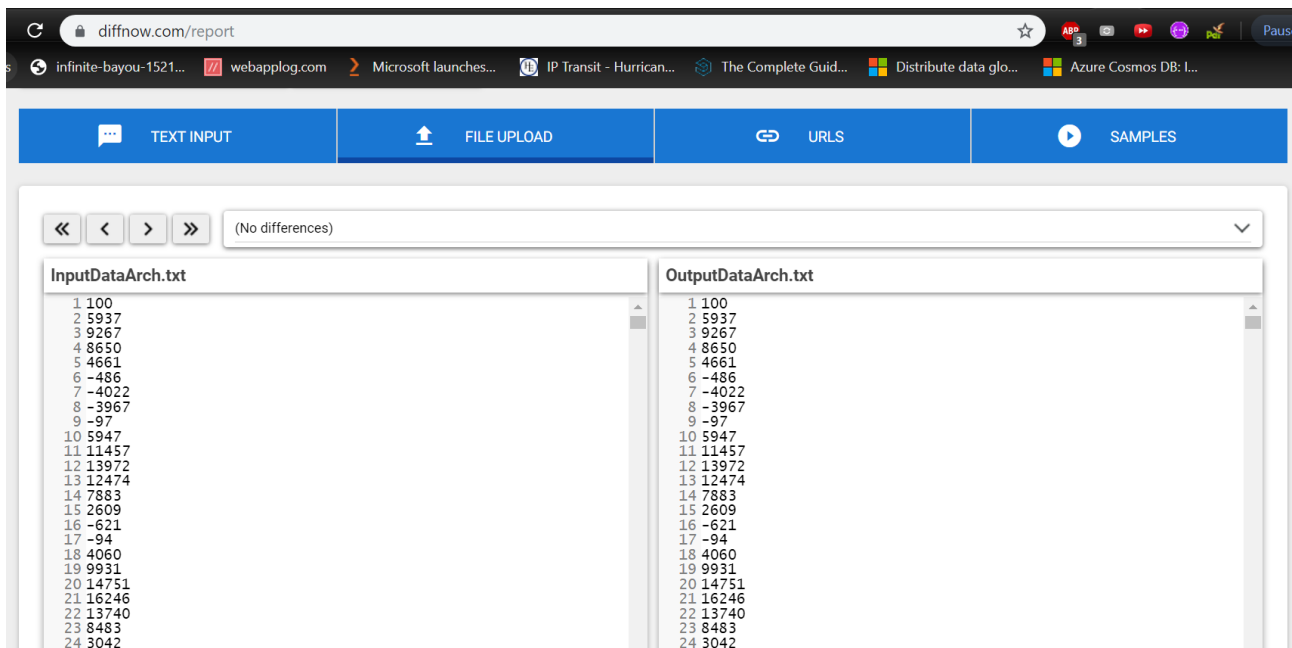 diffnow.com/report
ABP
3
Paus
s infinite-bayou-1521... webapplog.com Microsoft launches... IP Transit - Hurrican... The Complete Guid... Distribute data glo... Azure Cosmos DB: I...
TEXT INPUT FILE UPLOAD URLS SAMPLES
(No differences)
InputDataArch.txt OutputDataArch.txt
1 100 1 100
2 5937 2 5937
3 9267 3 9267
4 8650 4 8650
5 4661 5 4661
6 -486 6 -486
7 -4022 7 -4022
8 -3967 8 -3967
9 -97 9 -97
10 5947 10 5947
11 11457 11 11457
12 13972 12 13972
13 12474 13 12474
14 7883 14 7883
15 2609 15 2609
16 -621 16 -621
17 -94 17 -94
18 4060 18 4060
19 9931 19 9931
20 14751 20 14751
21 16246 21 16246
22 13740 22 13740
23 8483 23 8483
24 3042 24 3042